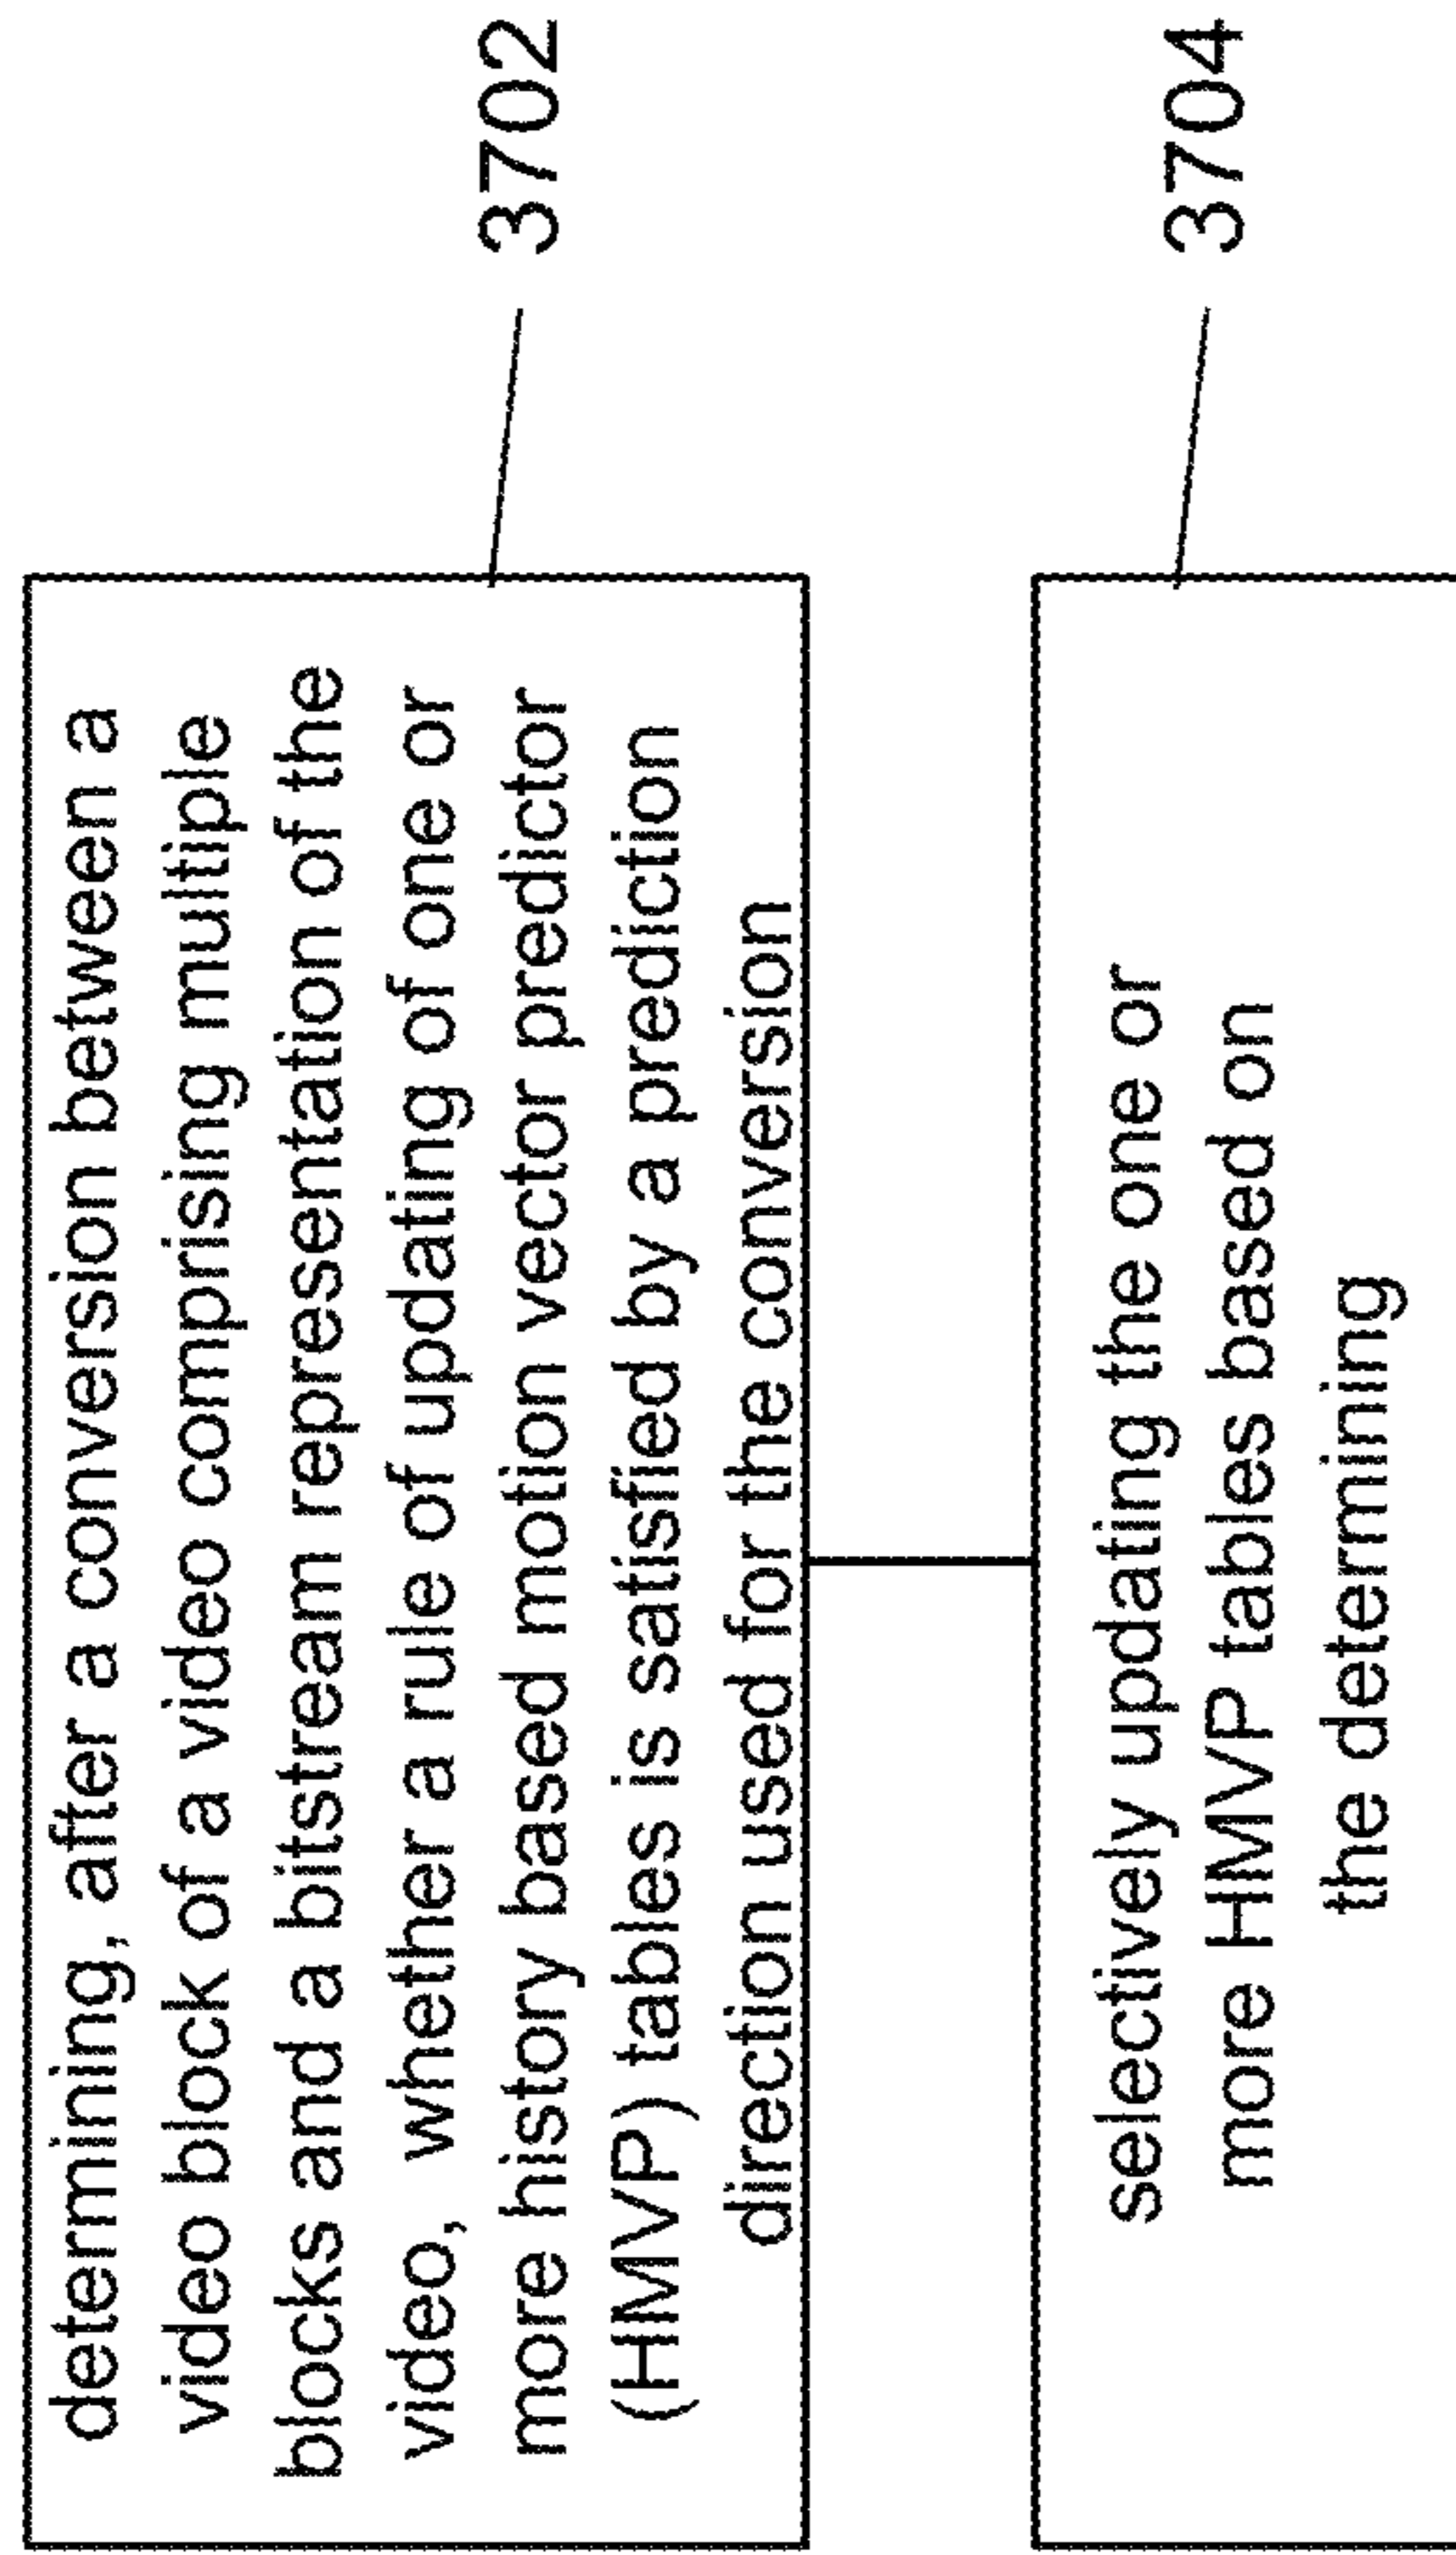 determining, after a conversion between a
video block of a video comprising multiple
blocks and a bitstream representation of the
video, whether a rule of updating of one or
more history based motion vector predictor
(HMVP) tables is satisfied by a prediction
direction used for the conversion
3702
selectively updating the one or
more HMVP tables based on
the determining
3704